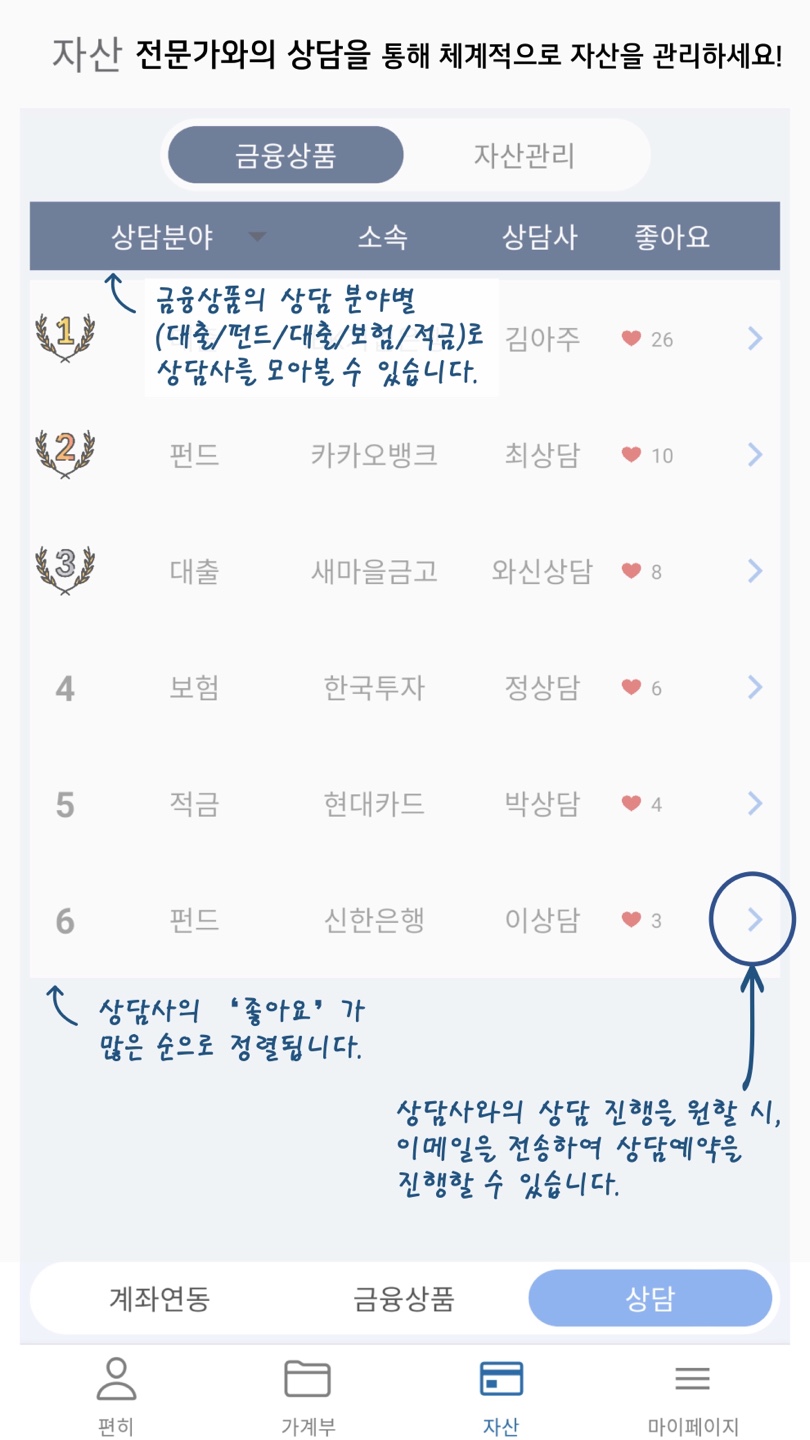 자산 전문가와의 상담을 통해 체계적으로 자산을 관리하세요!
금융상품 자산관리
상담분야 소속 상담사 좋아요
금융상품의 상담 분야별
(대출/펀드/대출/보험/적금)로
상담사를 모아볼 수 있습니다.
1 김아주 26
2 펀드 카카오뱅크 최상담 10
3 대출 새마을금고 와신상담 8
4 보험 한국투자 정상담 6
5 적금 현대카드 박상담 4
6 펀드 신한은행 이상담 3
상담사의 '좋아요' 가
많은 순으로 정렬됩니다.
상담사와의 상담 진행을 원할 시,
이메일을 전송하여 상담예약을
진행할 수 있습니다.
계좌연동 금융상품 상담
편히 가계부 자산 마이페이지